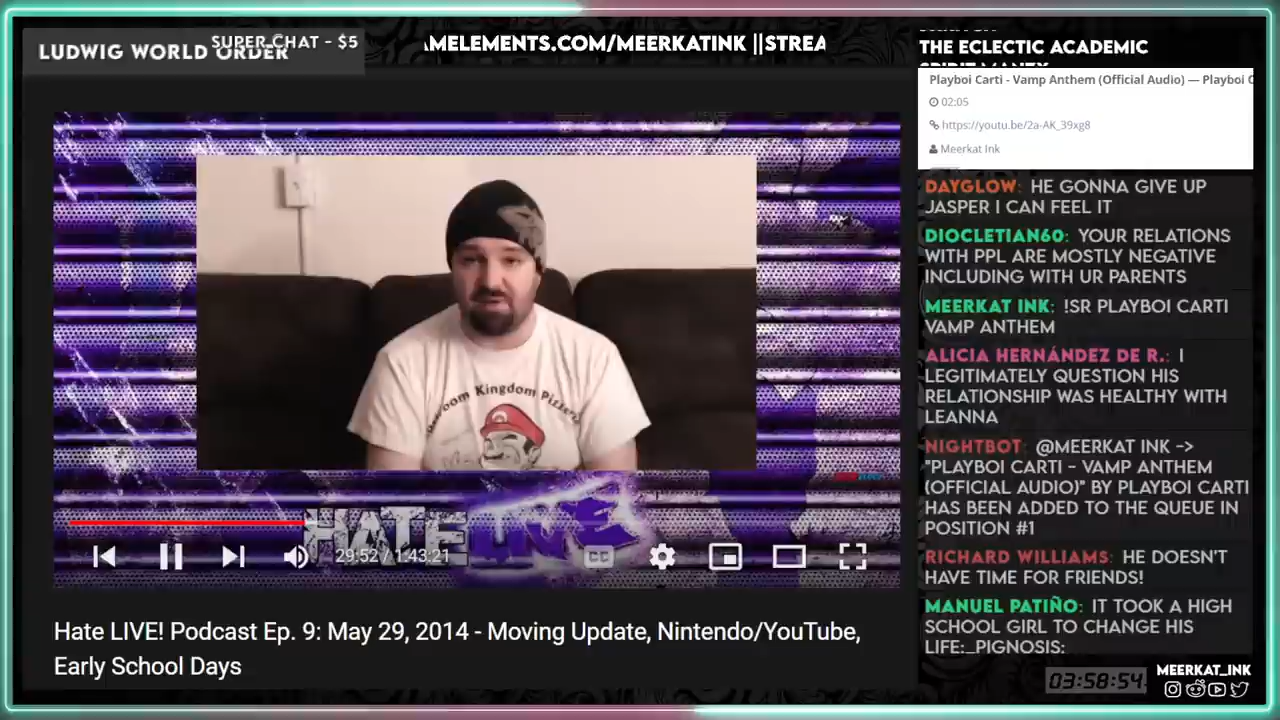 LUDWIG WORLD ORDER
SUPER CHAT - $5
AMELEMENTS.COM/MEERKATINK ||STREA
THE ECLECTIC ACADEMIC
Playboi Carti - Vamp Anthem (Official Audio) — Playboi C
02:05
https://youtu.be/2a-AK_39xg8
Meerkat Ink
DAYGLOW: HE GONNA GIVE UP
JASPER I CAN FEEL IT
DIOCLETIAN60: YOUR RELATIONS
WITH PPL ARE MOSTLY NEGATIVE
INCLUDING WITH UR PARENTS
MEERKAT INK: !SR PLAYBOI CARTI
VAMP ANTHEM
ALICIA HERNÁNDEZ DE R.: I
LEGITIMATELY QUESTION HIS
RELATIONSHIP WAS HEALTHY WITH
LEANNA
NIGHTBOT: @MEERKAT INK ->
"PLAYBOI CARTI - VAMP ANTHEM
(OFFICIAL AUDIO)" BY PLAYBOI CARTI
HAS BEEN ADDED TO THE QUEUE IN
POSITION #1
RICHARD WILLIAMS: HE DOESN'T
HAVE TIME FOR FRIENDS!
MANUEL PATIÑO: IT TOOK A HIGH
SCHOOL GIRL TO CHANGE HIS
LIFE:_PIGNOSIS:
Kingdom
HATE LIVE
29:52 / 1:43:21
CC
Hate LIVE! Podcast Ep. 9: May 29, 2014 - Moving Update, Nintendo/YouTube,
Early School Days
03:58:54
MEERKAT_INK